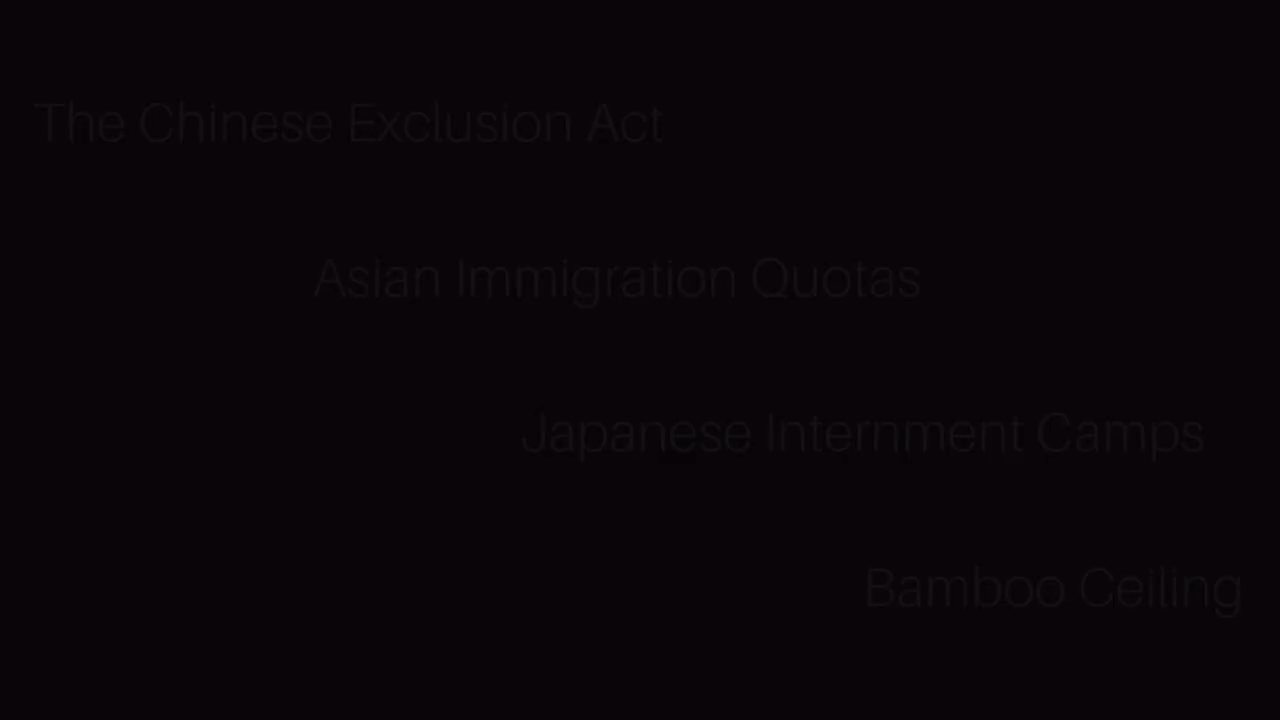 The Chinese Exclusion Act
Asian Immigration Quotas
Japanese Internment Camps
Bamboo Ceiling